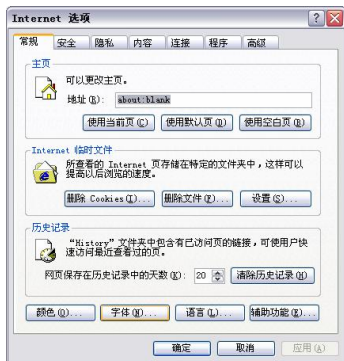 Internet 选项
常规 安全 隐私 内容 连接 程序 高级
主页
可以更改主页。
地址(R): about:blank
使用当前页(C) 使用默认页(D) 使用空白页(B)
Internet 临时文件
所查看的 Internet 页存储在特定的文件夹中，这样可以
提高以后浏览的速度。
删除 Cookies(I)... 删除文件(F)... 设置(S)...
历史记录
“History”文件夹中包含有已访问页的链接，可使用户快
速访问最近查看过的页。
网页保存在历史记录中的天数(K): 20 清除历史记录(H)
颜色(O)... 字体(N)... 语言(L)... 辅助功能(E)...
确定 取消 应用(A)